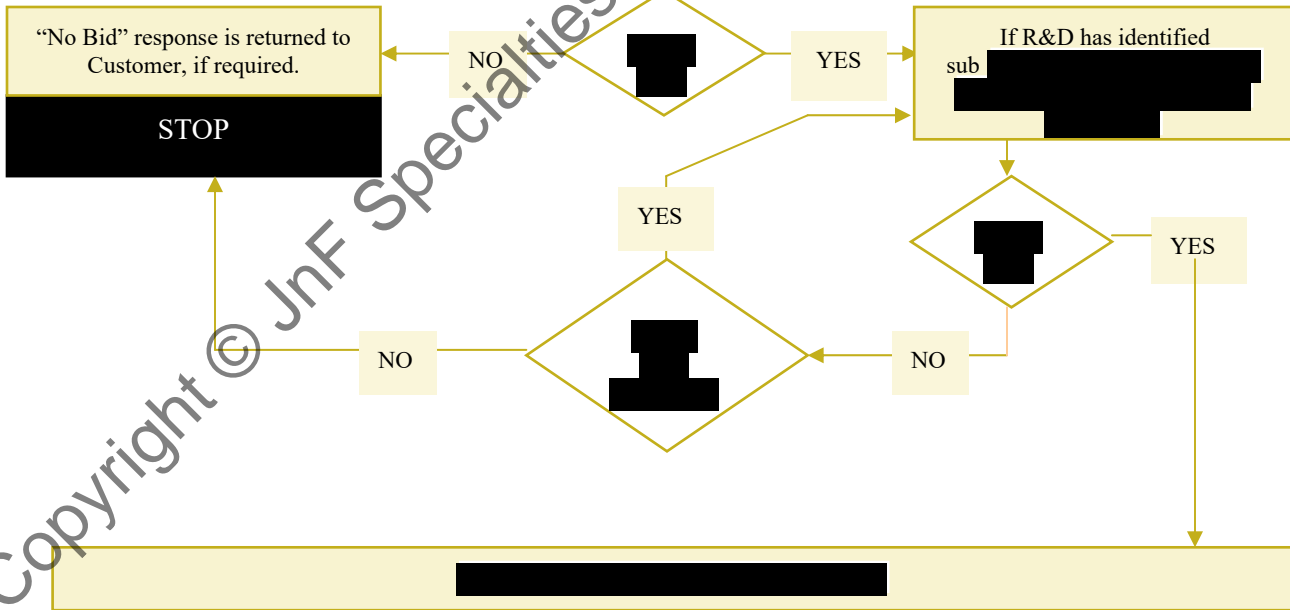 “No Bid” response is returned to
Customer, if required.
STOP
NO
YES
If R&D has identified
sub
YES
YES
NO
NO
Copyright © JnF Specialties